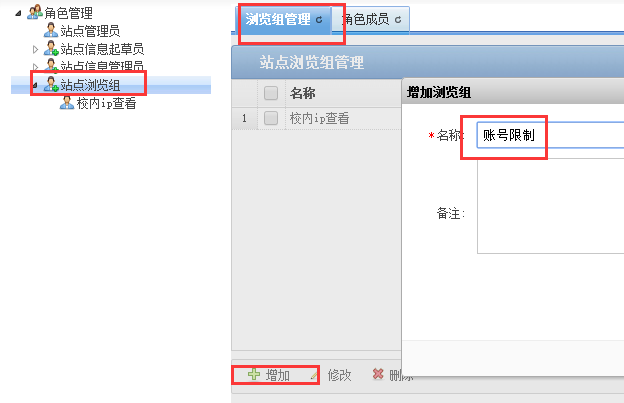 角色管理
站点管理员
站点信息起草员
站点信息管理员
站点浏览组
校内ip查看
浏览组管理
角色成员
站点浏览组管理
名称
1 校内ip查看
增加浏览组
*名称: 账号限制
备注:
增加 修改 删除